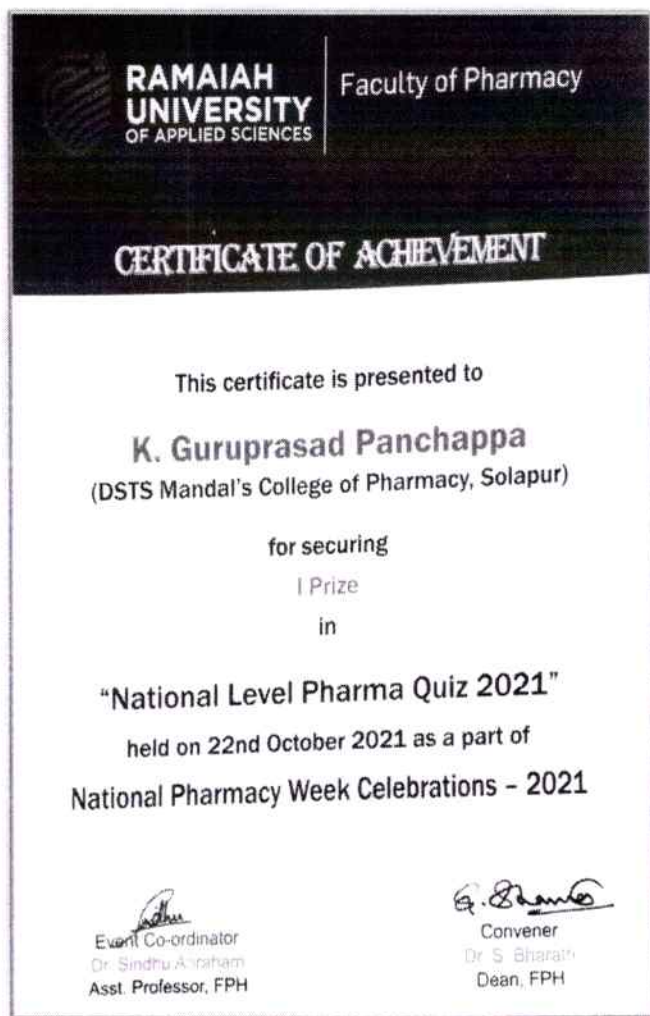 RAMAIAH
UNIVERSITY
OF APPLIED SCIENCES
Faculty of Pharmacy
CERTIFICATE OF ACHIEVEMENT
This certificate is presented to
K. Guruprasad Panchappa
(DSTS Mandal's College of Pharmacy, Solapur)
for securing
I Prize
in
“National Level Pharma Quiz 2021”
held on 22nd October 2021 as a part of
National Pharmacy Week Celebrations – 2021
Event Co-ordinator
Dr. Sindhu Abraham
Asst. Professor, FPH
Convener
Dr. S. Bharath
Dean, FPH